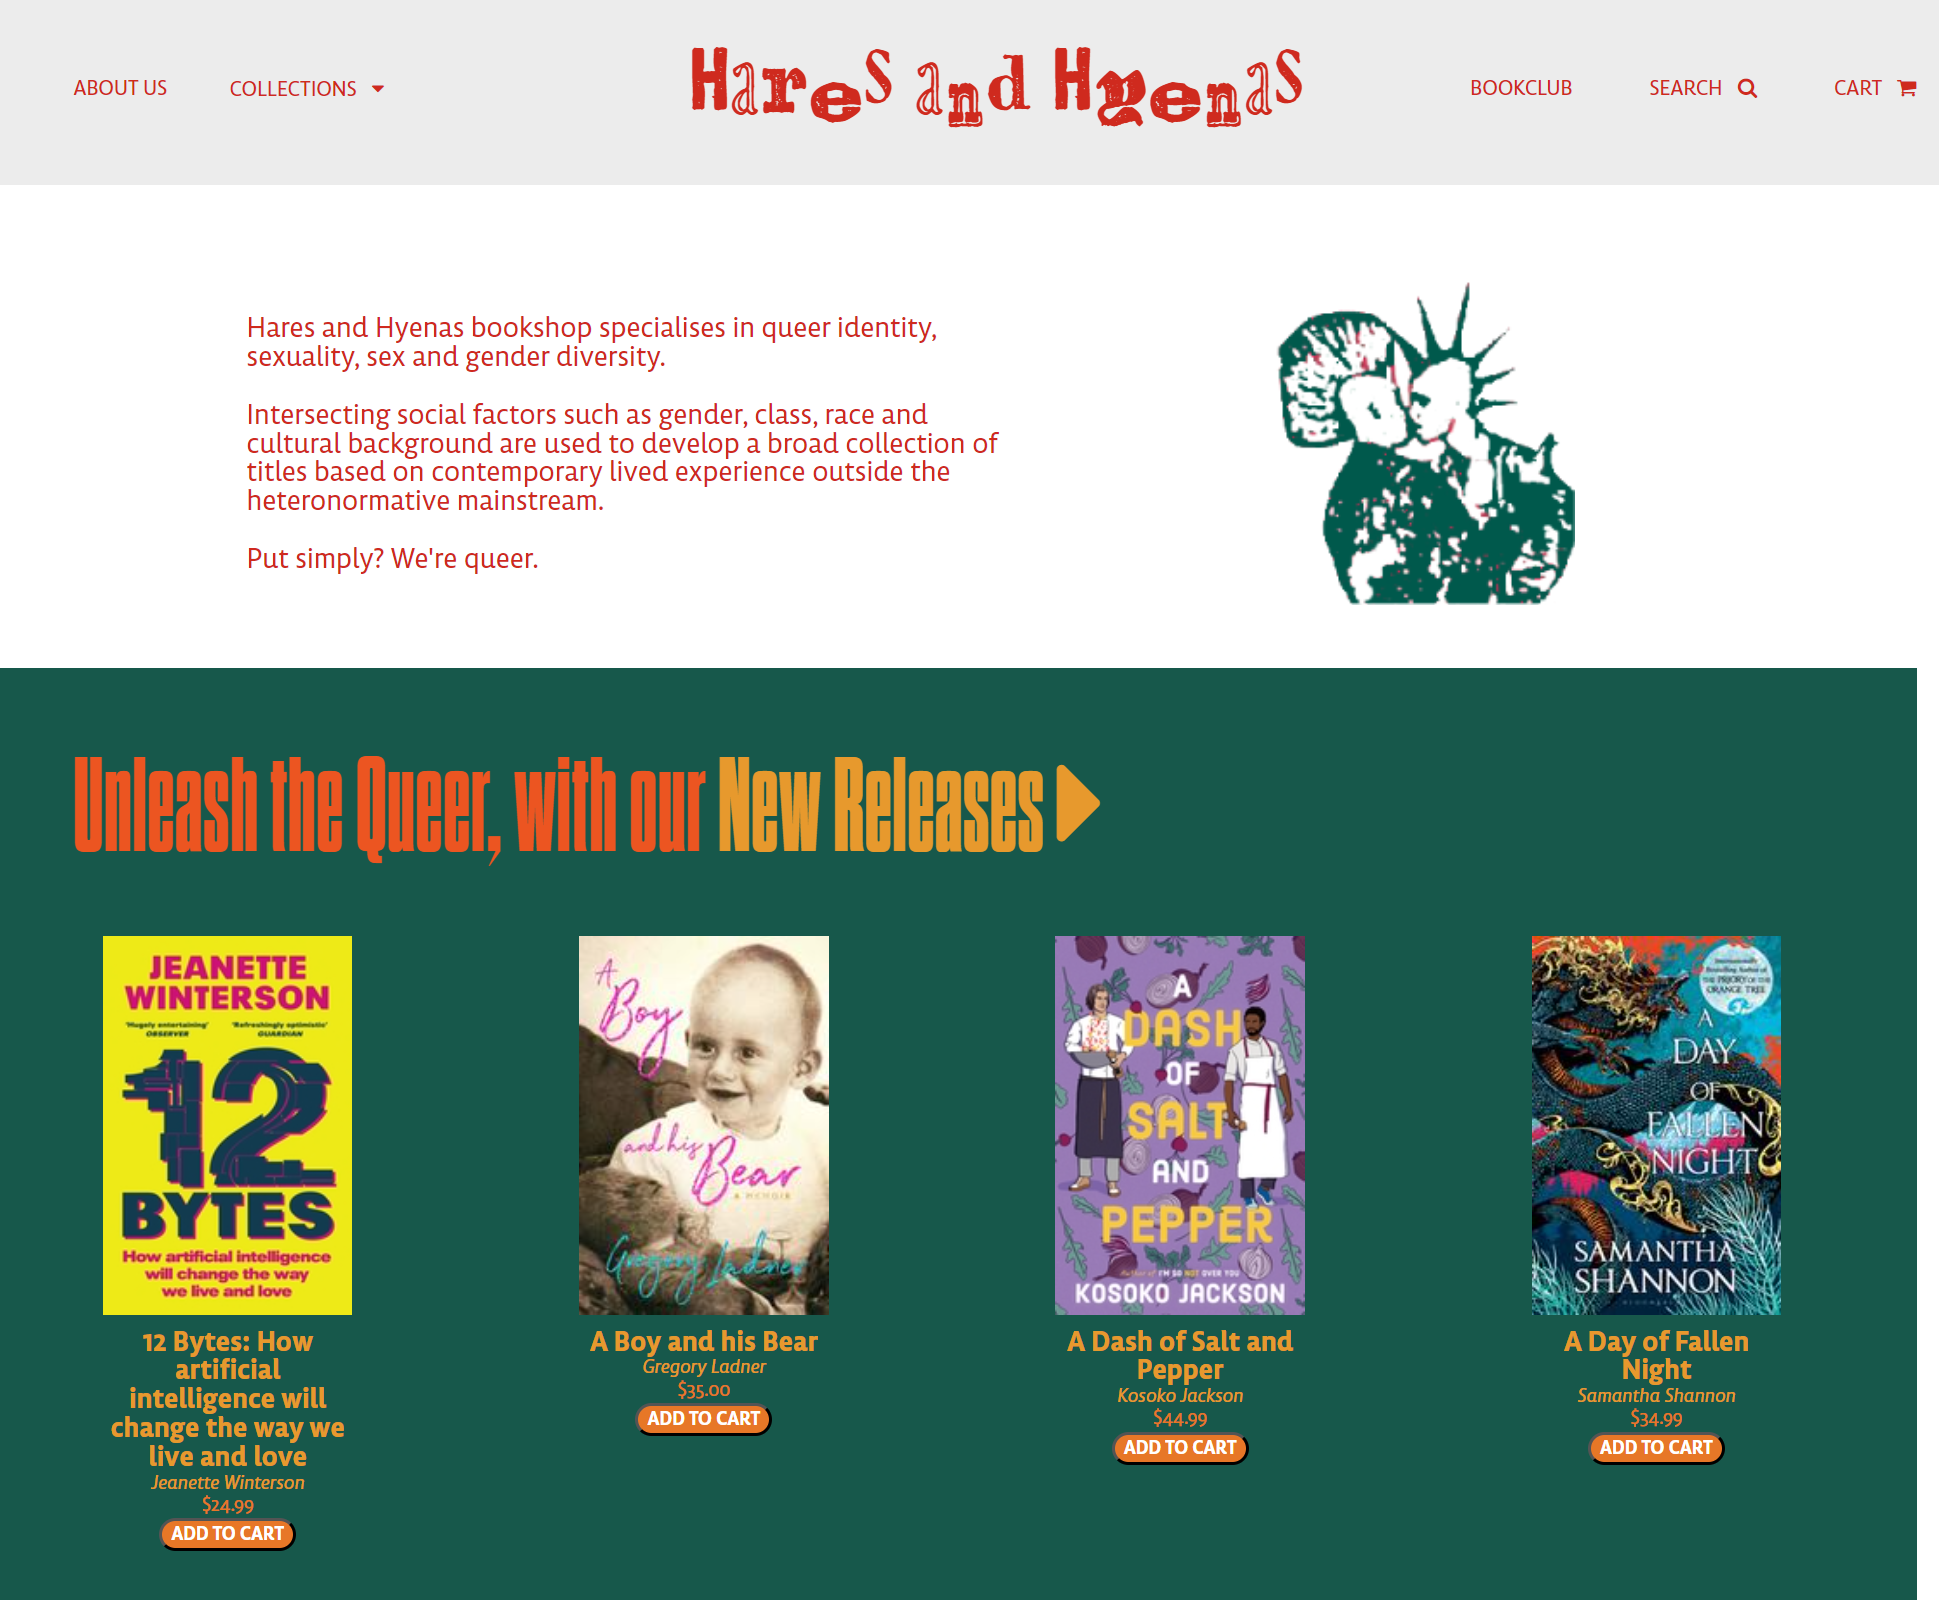 ABOUT US
COLLECTIONS
Hares and Hyenas
BOOKCLUB
SEARCH
CART
Hares and Hyenas bookshop specialises in queer identity,
sexuality, sex and gender diversity.
Intersecting social factors such as gender, class, race and
cultural background are used to develop a broad collection of
titles based on contemporary lived experience outside the
heteronormative mainstream.
Put simply? We're queer.
Unleash the Queer, with our New Releases
JEANETTE
WINTERSON
'Hugely entertaining' 'Refreshingly optimistic'
OBSERVER GUARDIAN
12
BYTES
How artificial intelligence
will change the way
we live and love
12 Bytes: How
artificial
intelligence will
change the way we
live and love
Jeanette Winterson
$24.99
ADD TO CART
A
Boy
and his
Bear
A MEMOIR
Gregory Ladner
A Boy and his Bear
Gregory Ladner
$35.00
ADD TO CART
A
DASH
OF
SALT
AND
PEPPER
Author of I'M SO NOT OVER YOU
KOSOKO JACKSON
A Dash of Salt and
Pepper
Kosoko Jackson
$44.99
ADD TO CART
Internationally
Bestselling Author of
THE PRIORY OF THE
ORANGE TREE
A
DAY
OF
FALLEN
NIGHT
SAMANTHA
SHANNON
A Day of Fallen
Night
Samantha Shannon
$34.99
ADD TO CART